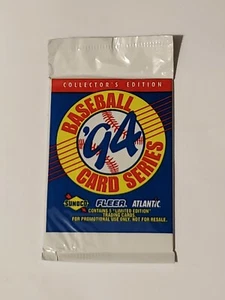 COLLECTOR'S EDITION
BASEBALL
'94
CARD SERIES
SUNOCO FLEER ATLANTIC
CONTAINS 5 "LIMITED EDITION"
TRADING CARDS.
FOR PROMOTIONAL USE ONLY. NOT FOR RESALE.